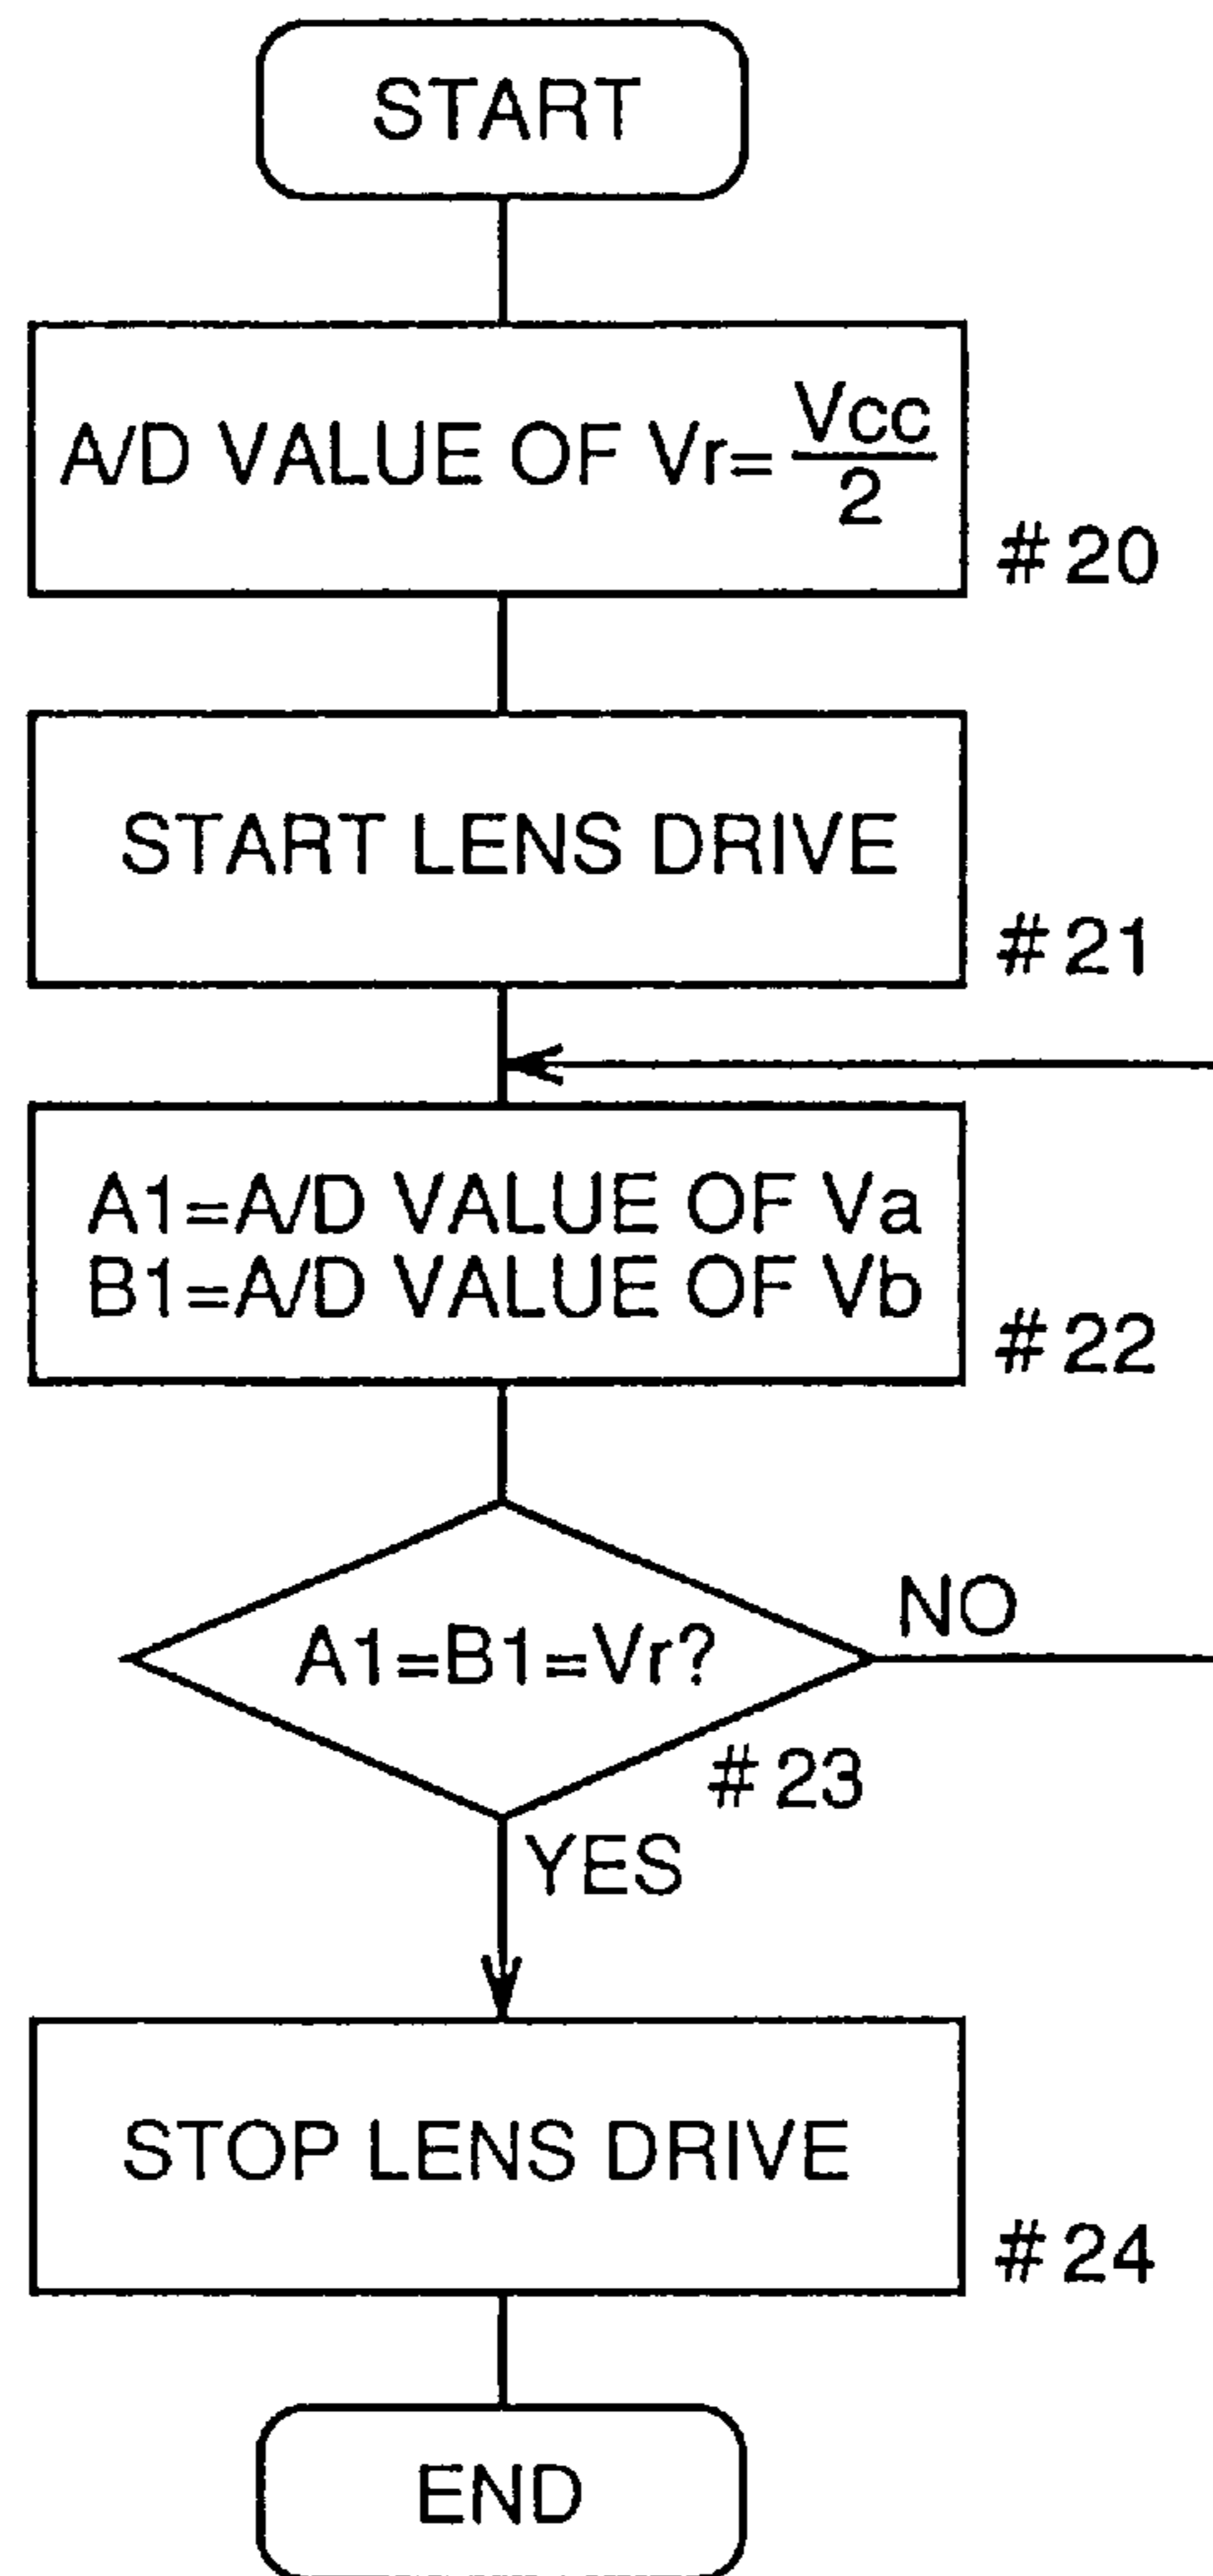 START
A/D VALUE OF Vr= Vcc/2
#20
START LENS DRIVE
#21
A1=A/D VALUE OF Va
B1=A/D VALUE OF Vb
#22
A1=B1=Vr?
NO
#23
YES
STOP LENS DRIVE
#24
END